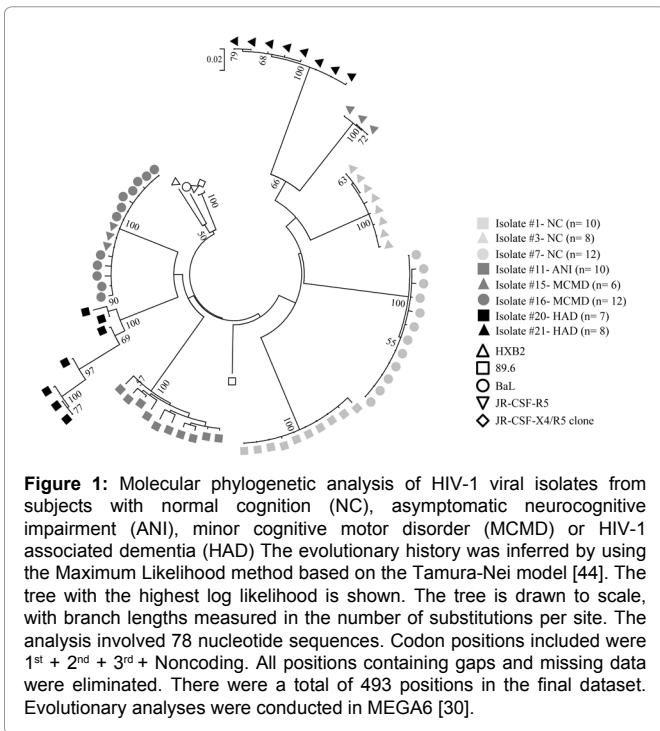 0.02
79
68
100
100
72
66
63
100
100
50
100
90
100
69
97
100
77
77
100
100
100
55
Isolate #1- NC (n= 10)
Isolate #3- NC (n= 8)
Isolate #7- NC (n= 12)
Isolate #11- ANI (n= 10)
Isolate #15- MCMD (n= 6)
Isolate #16- MCMD (n= 12)
Isolate #20- HAD (n= 7)
Isolate #21- HAD (n= 8)
HXB2
89.6
BaL
JR-CSF-R5
JR-CSF-X4/R5 clone
Figure 1: Molecular phylogenetic analysis of HIV-1 viral isolates from
subjects with normal cognition (NC), asymptomatic neurocognitive
impairment (ANI), minor cognitive motor disorder (MCMD) or HIV-1
associated dementia (HAD) The evolutionary history was inferred by using
the Maximum Likelihood method based on the Tamura-Nei model [44]. The
tree with the highest log likelihood is shown. The tree is drawn to scale,
with branch lengths measured in the number of substitutions per site. The
analysis involved 78 nucleotide sequences. Codon positions included were
1st + 2nd + 3rd + Noncoding. All positions containing gaps and missing data
were eliminated. There were a total of 493 positions in the final dataset.
Evolutionary analyses were conducted in MEGA6 [30].